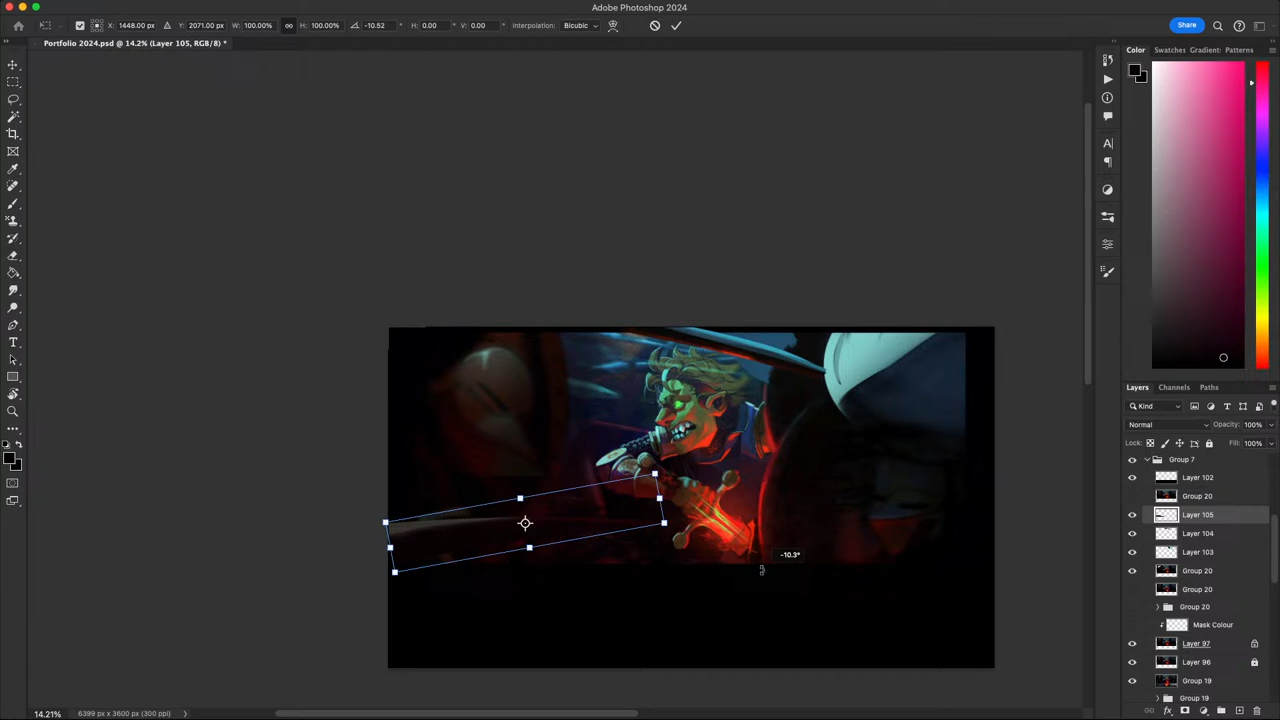 Adobe Photoshop 2024
X: 1448.00 px Y: 2071.00 px W: 100.00% H: 100.00% -10.52 ° H: 0.00 ° V: 0.00 ° Interpolation: Bicubic Share
Portfolio 2024.psd @ 14.2% (Layer 105, RGB/8) *
Color Swatches Gradient: Patterns
Layers Channels Paths
Kind
Normal Opacity: 100%
Lock: Fill: 100%
Group 7
Layer 102
Group 20
Layer 105
Layer 104
Layer 103
-10.3°
Group 20
Group 20
Group 20
Mask Colour
Layer 97
Layer 96
Group 19
Group 19
14.21% 6399 px x 3600 px (300 ppi)